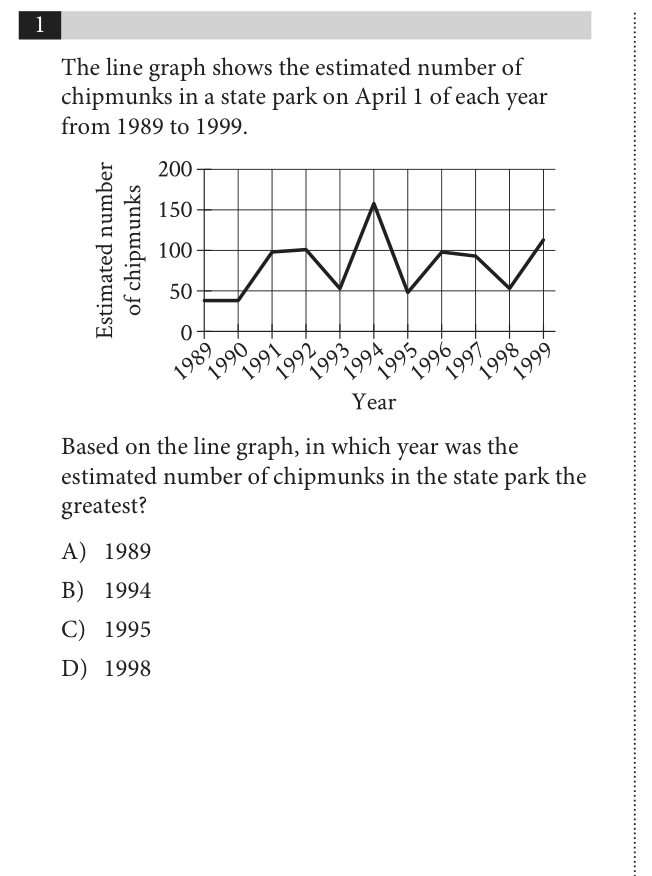 1
The line graph shows the estimated number of
chipmunks in a state park on April 1 of each year
from 1989 to 1999.
Estimated number
of chipmunks
200
150
100
50
0
1989
1990
1991
1992
1993
1994
1995
1996
1997
1998
1999
Year
Based on the line graph, in which year was the
estimated number of chipmunks in the state park the
greatest?
A) 1989
B) 1994
C) 1995
D) 1998